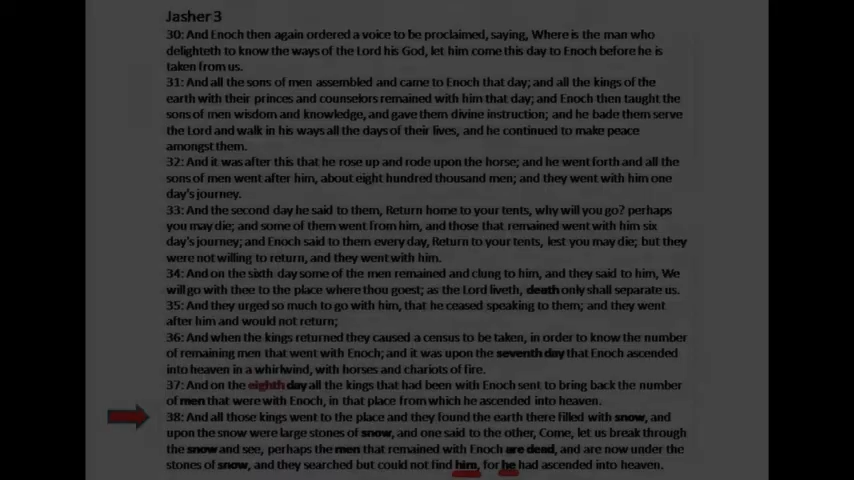 Jasher 3
30: And Enoch then again ordered a voice to be proclaimed, saying, Where is the man who
delighteth to know the ways of the Lord his God, let him come this day to Enoch before he is
taken from us.
31: And all the sons of men assembled and came to Enoch that day; and all the kings of the
earth with their princes and counselors remained with him that day; and Enoch then taught the
sons of men wisdom and knowledge, and gave them divine instruction; and he bade them serve
the Lord and walk in his ways all the days of their lives, and he continued to make peace
amongst them.
32: And it was after this that he rose up and rode upon the horse; and he went forth and all the
sons of men went after him, about eight hundred thousand men; and they went with him one
day's journey.
33: And the second day he said to them, Return home to your tents, why will you go? perhaps
you may die; and some of them went from him, and those that remained went with him six
day's journey; and Enoch said to them every day, Return to your tents, lest you may die; but they
were not willing to return, and they went with him.
34: And on the sixth day some of the men remained and clung to him, and they said to him, We
will go with thee to the place where thou goest; as the Lord liveth, death only shall separate us.
35: And they urged so much to go with him, that he ceased speaking to them; and they went
after him and would not return;
36: And when the kings returned they caused a census to be taken, in order to know the number
of remaining men that went with Enoch; and it was upon the seventh day that Enoch ascended
into heaven in a whirlwind, with horses and chariots of fire.
37: And on the eighth day all the kings that had been with Enoch sent to bring back the number
of men that were with Enoch, in that place from which he ascended into heaven.
38: And all those kings went to the place and they found the earth there filled with snow, and
upon the snow were large stones of snow, and one said to the other, Come, let us break through
the snow and see, perhaps the men that remained with Enoch are dead, and are now under the
stones of snow, and they searched but could not find him, for he had ascended into heaven.